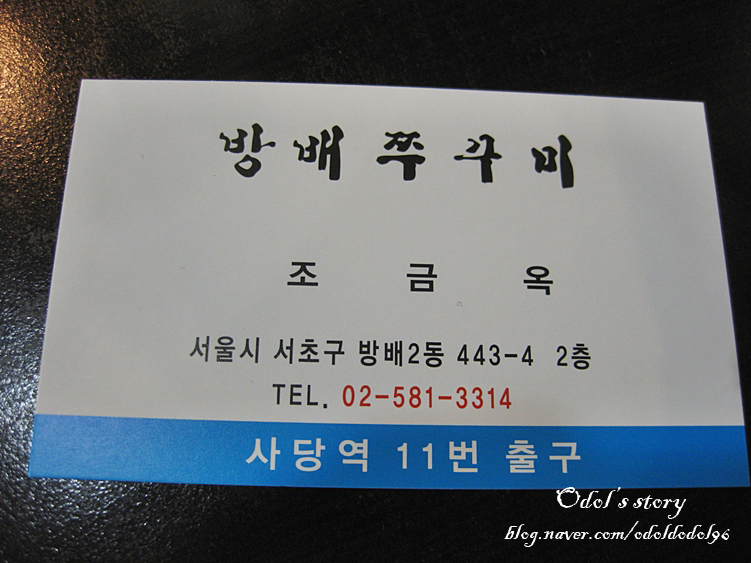 방배쭈꾸미
조 금 옥
서울시 서초구 방배2동 443-4 2층
TEL. 02-581-3314
사당역 11번 출구
Odol's story
blog.naver.com/odoldodol96